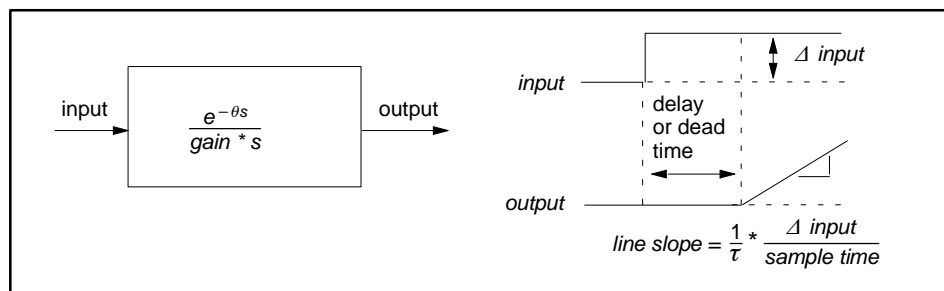 input
e^{-θs}
gain * s
output
input
Δ input
delay
or dead
time
output
line slope = 1/τ * Δ input/sample time